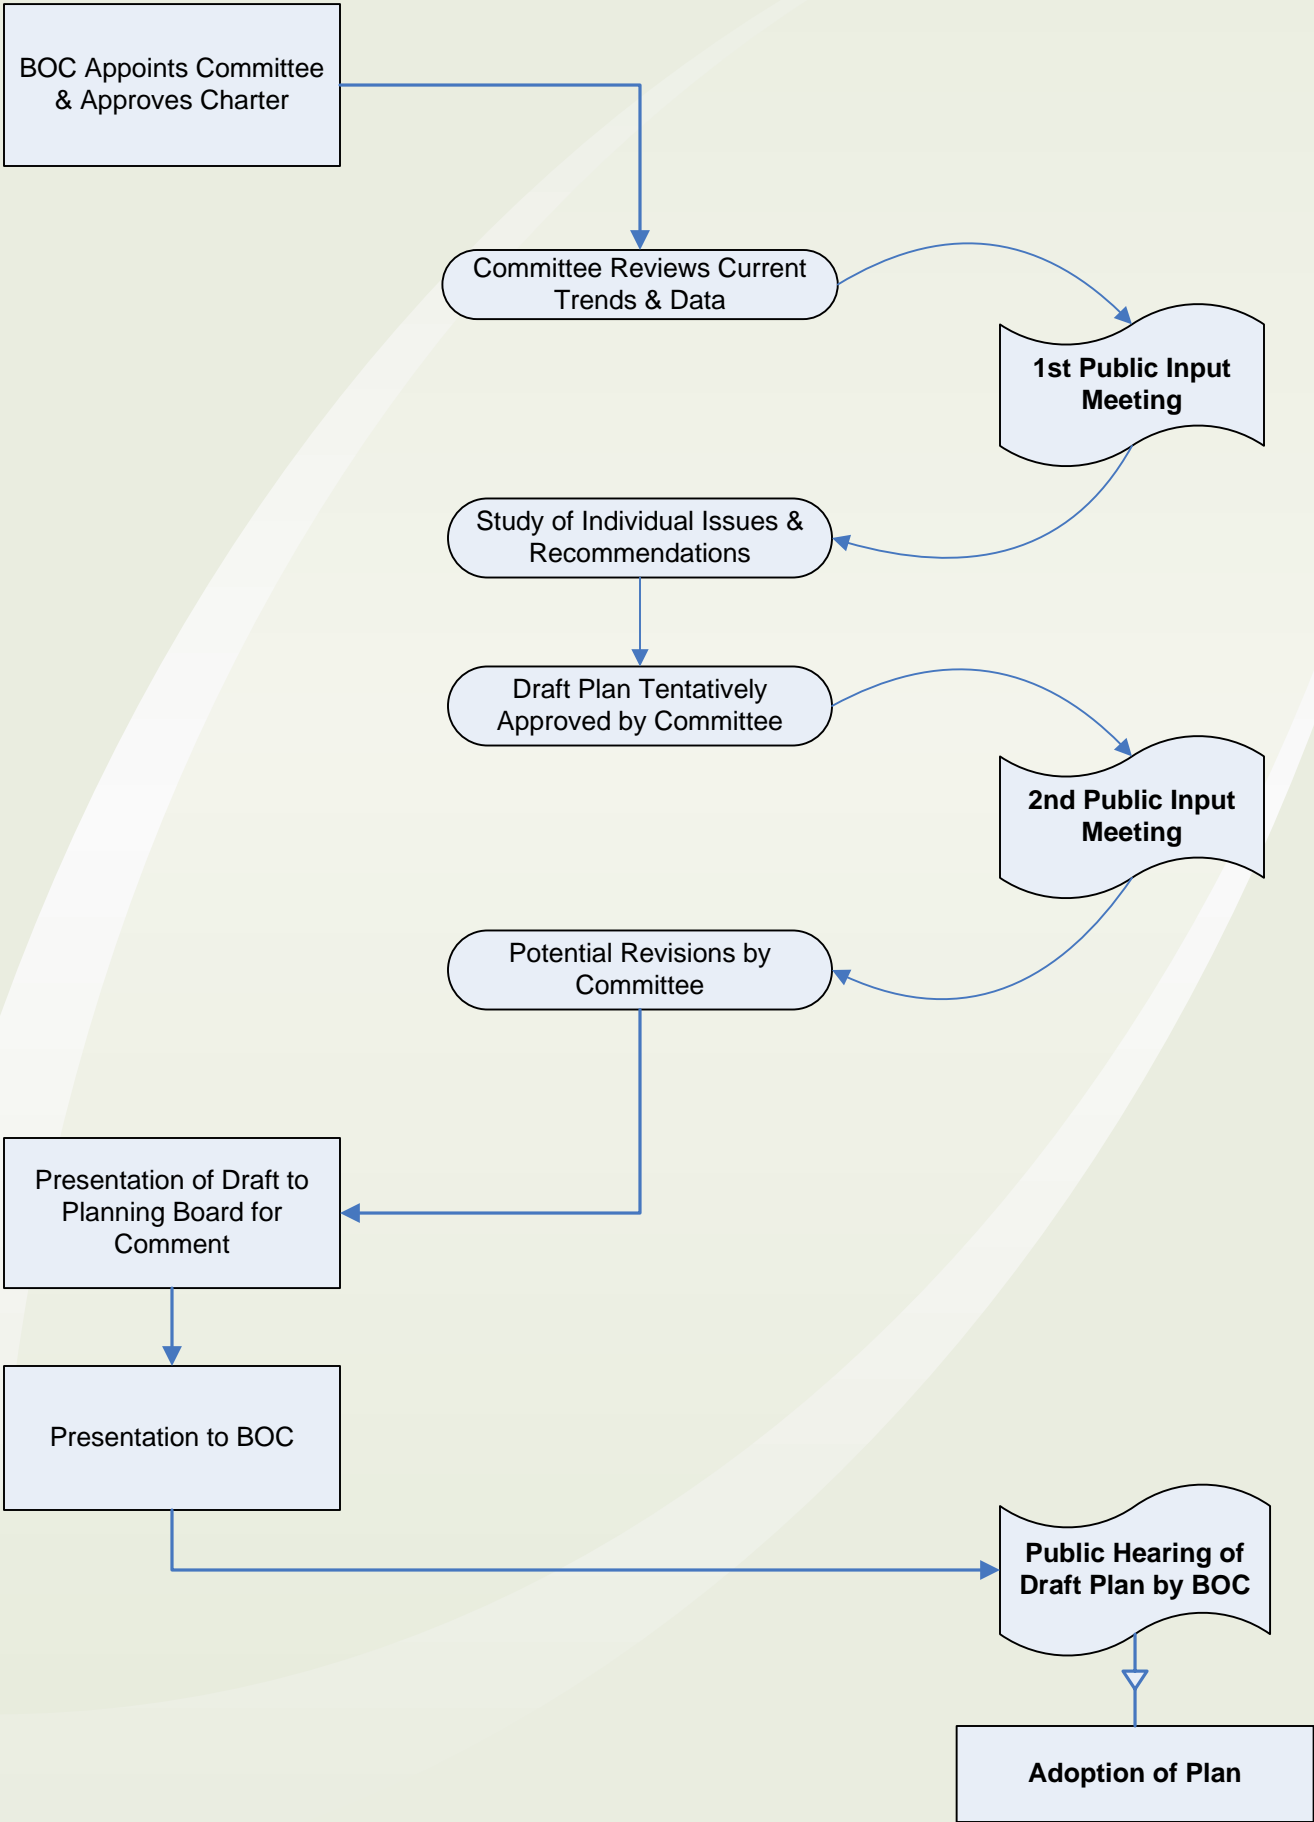 BOC Appoints Committee
& Approves Charter
Committee Reviews Current
Trends & Data
1st Public Input
Meeting
Study of Individual Issues &
Recommendations
Draft Plan Tentatively
Approved by Committee
2nd Public Input
Meeting
Potential Revisions by
Committee
Presentation of Draft to
Planning Board for
Comment
Presentation to BOC
Public Hearing of
Draft Plan by BOC
Adoption of Plan